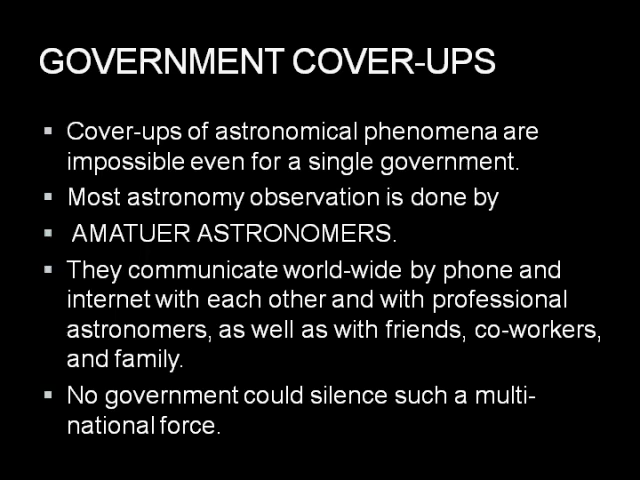 GOVERNMENT COVER-UPS
▪ Cover-ups of astronomical phenomena are
impossible even for a single government.
▪ Most astronomy observation is done by
▪ AMATUER ASTRONOMERS.
▪ They communicate world-wide by phone and
internet with each other and with professional
astronomers, as well as with friends, co-workers,
and family.
▪ No government could silence such a multi-
national force.